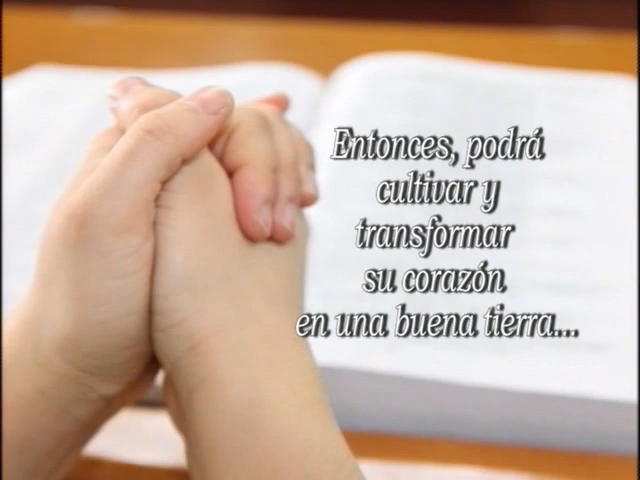 Entonces, podrá
cultivar y
transformar
su corazón
en una buena tierra...